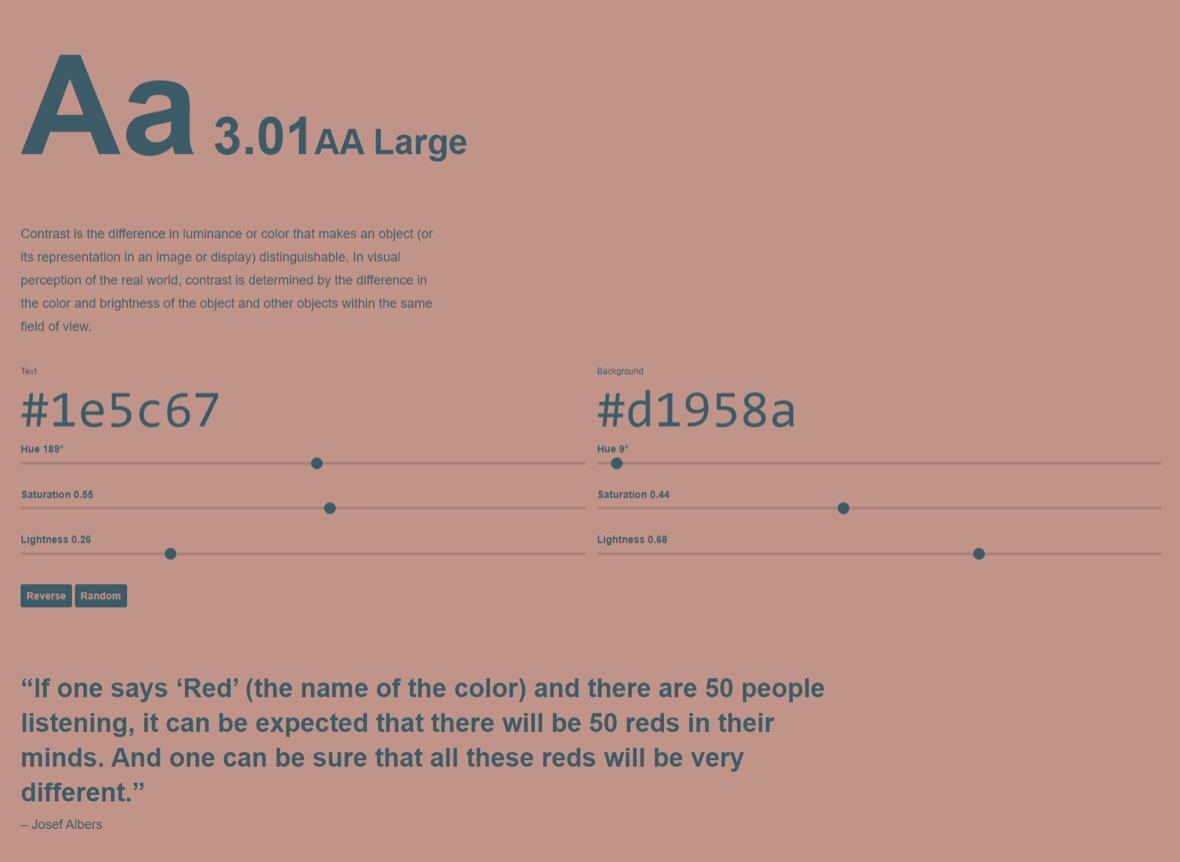 Aa 3.01 AA Large
Contrast is the difference in luminance or color that makes an object (or
its representation in an image or display) distinguishable. In visual
perception of the real world, contrast is determined by the difference in
the color and brightness of the object and other objects within the same
field of view.
Text
#1e5c67
Hue 189°
Saturation 0.55
Lightness 0.26
Background
#d1958a
Hue 9°
Saturation 0.44
Lightness 0.68
Reverse Random
“If one says ‘Red’ (the name of the color) and there are 50 people
listening, it can be expected that there will be 50 reds in their
minds. And one can be sure that all these reds will be very
different.”
– Josef Albers